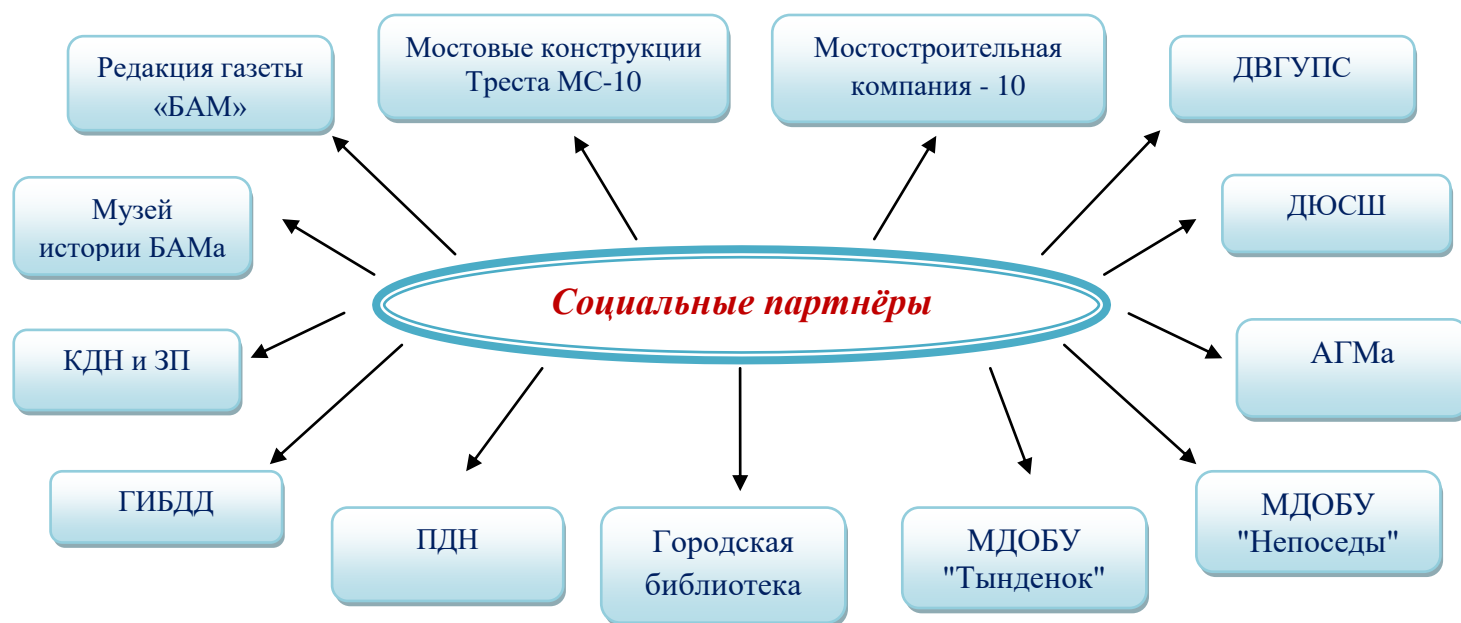 Редакция газеты
«БАМ»
Мостовые конструкции
Треста МС-10
Мостостроительная
компания - 10
ДВГУПС
Музей
истории БАМа
ДЮСШ
Социальные партнёры
КДН и ЗП
АГМа
ГИБДД
ПДН
Городская
библиотека
МДОБУ
"Тынденок"
МДОБУ
"Непоседы"